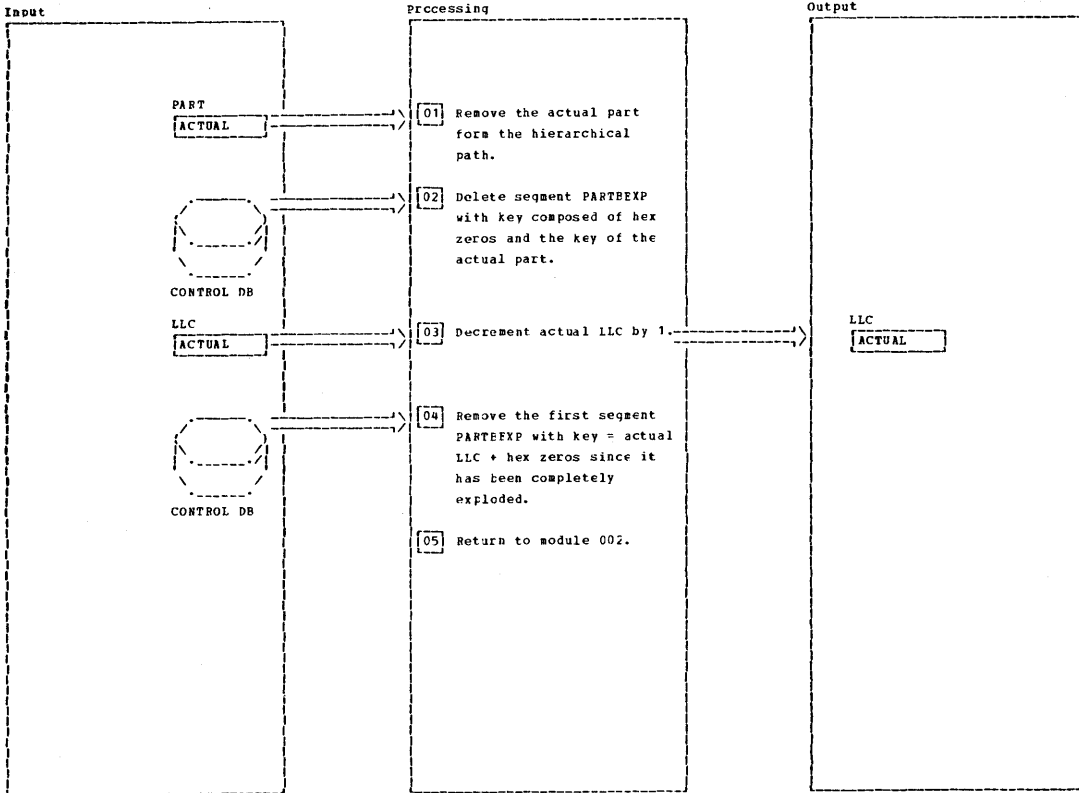 Input
Processing
Output
PART
ACTUAL
01 Remove the actual part
form the hierarchical
path.
02 Delete segment PARTBEXP
with key composed of hex
zeros and the key of the
actual part.
CONTROL DB
LLC
ACTUAL
03 Decrement actual LLC by 1.
LLC
ACTUAL
04 Remove the first segment
PARTBEXP with key = actual
LLC + hex zeros since it
has been completely
exploded.
CONTROL DB
05 Return to module 002.